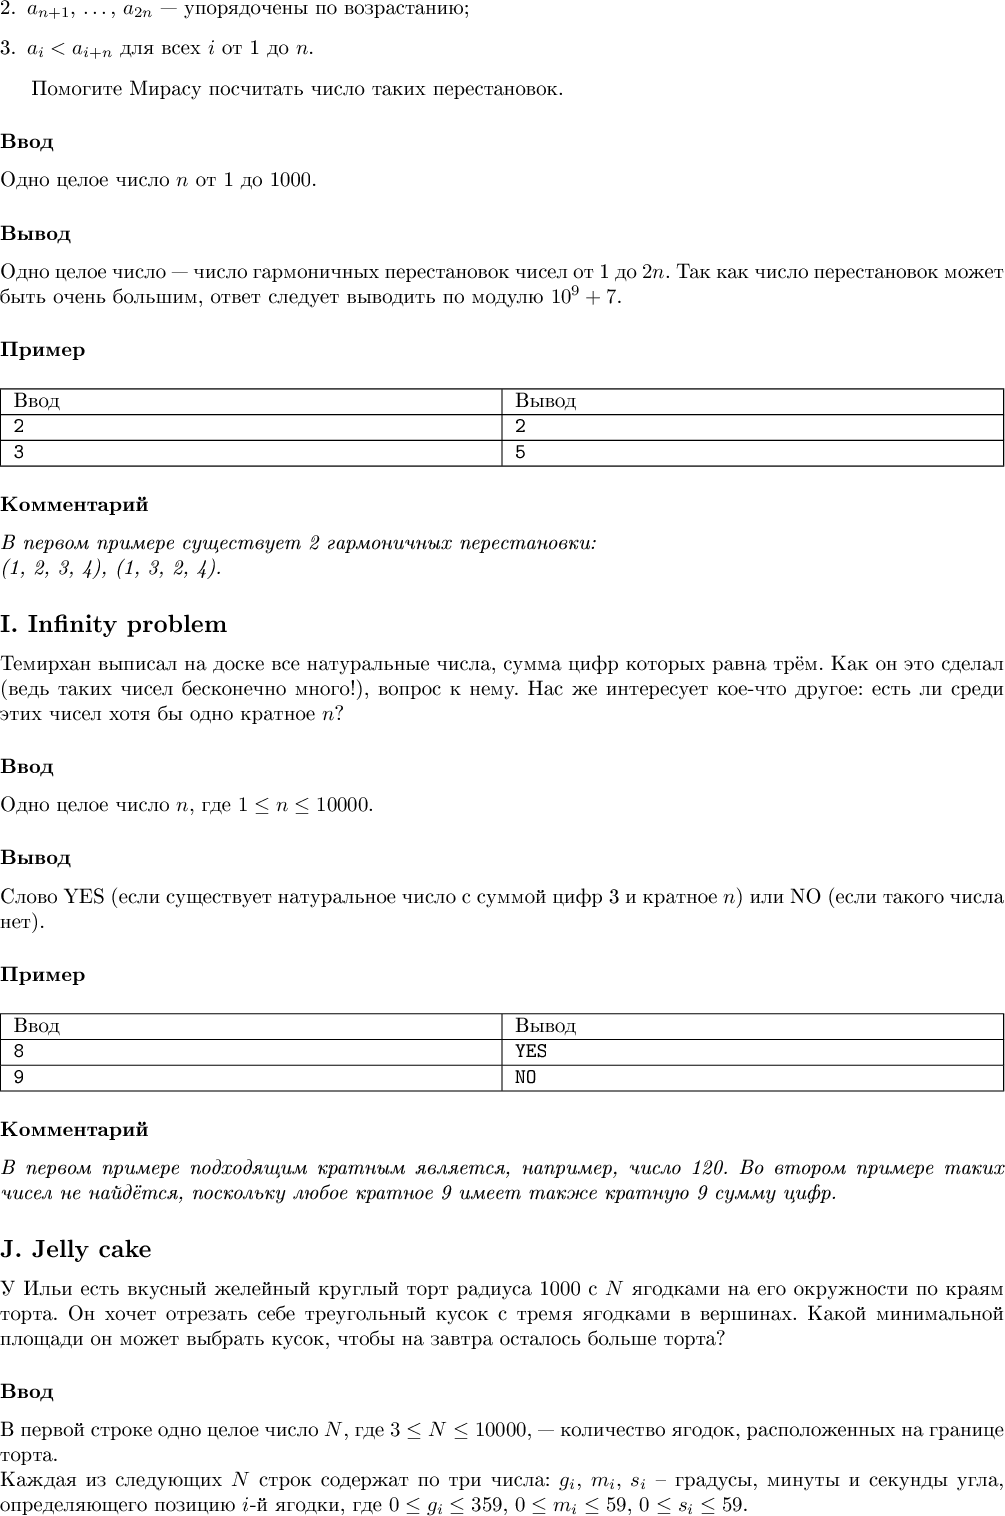 2. a_{n+1}, …, a_{2n} — упорядочены по возрастанию;
3. a_i < a_{i+n} для всех i от 1 до n.
Помогите Мирасу посчитать число таких перестановок.
Ввод
Одно целое число n от 1 до 1000.
Вывод
Одно целое число — число гармоничных перестановок чисел от 1 до 2n. Так как число перестановок может
быть очень большим, ответ следует выводить по модулю 10^9 + 7.
Пример
Ввод Вывод
2 2
3 5
Комментарий
В первом примере существует 2 гармоничных перестановки:
(1, 2, 3, 4), (1, 3, 2, 4).
I. Infinity problem
Темирхан выписал на доске все натуральные числа, сумма цифр которых равна трём. Как он это сделал
(ведь таких чисел бесконечно много!), вопрос к нему. Нас же интересует кое-что другое: есть ли среди
этих чисел хотя бы одно кратное n?
Ввод
Одно целое число n, где 1 ≤ n ≤ 10000.
Вывод
Слово YES (если существует натуральное число с суммой цифр 3 и кратное n) или NO (если такого числа
нет).
Пример
Ввод Вывод
8 YES
9 NO
Комментарий
В первом примере подходящим кратным является, например, число 120. Во втором примере таких
чисел не найдётся, поскольку любое кратное 9 имеет также кратную 9 сумму цифр.
J. Jelly cake
У Ильи есть вкусный желейный круглый торт радиуса 1000 с N ягодками на его окружности по краям
торта. Он хочет отрезать себе треугольный кусок с тремя ягодками в вершинах. Какой минимальной
площади он может выбрать кусок, чтобы на завтра осталось больше торта?
Ввод
В первой строке одно целое число N, где 3 ≤ N ≤ 10000, — количество ягодок, расположенных на границе
торта.
Каждая из следующих N строк содержат по три числа: g_i, m_i, s_i – градусы, минуты и секунды угла,
определяющего позицию i-й ягодки, где 0 ≤ g_i ≤ 359, 0 ≤ m_i ≤ 59, 0 ≤ s_i ≤ 59.